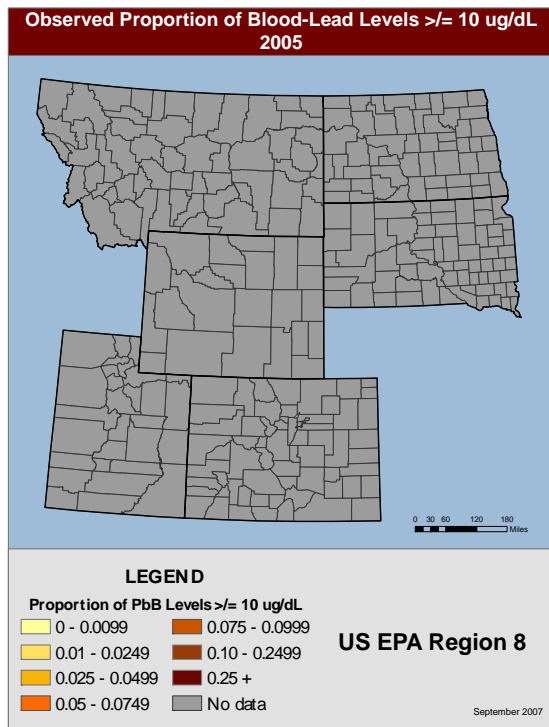 Observed Proportion of Blood-Lead Levels >/= 10 ug/dL
2005
0 30 60 120 180
Miles
LEGEND
Proportion of PbB Levels >/= 10 ug/dL
0 - 0.0099
0.01 - 0.0249
0.025 - 0.0499
0.05 - 0.0749
0.075 - 0.0999
0.10 - 0.2499
0.25 +
No data
US EPA Region 8
September 2007